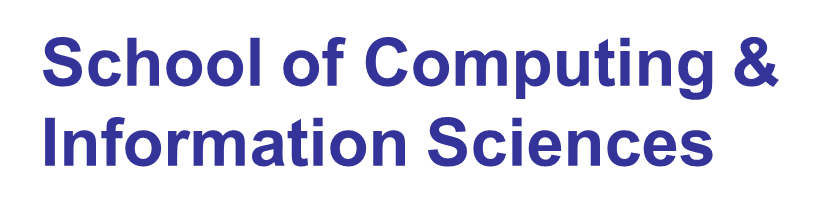 School of Computing &
Information Sciences